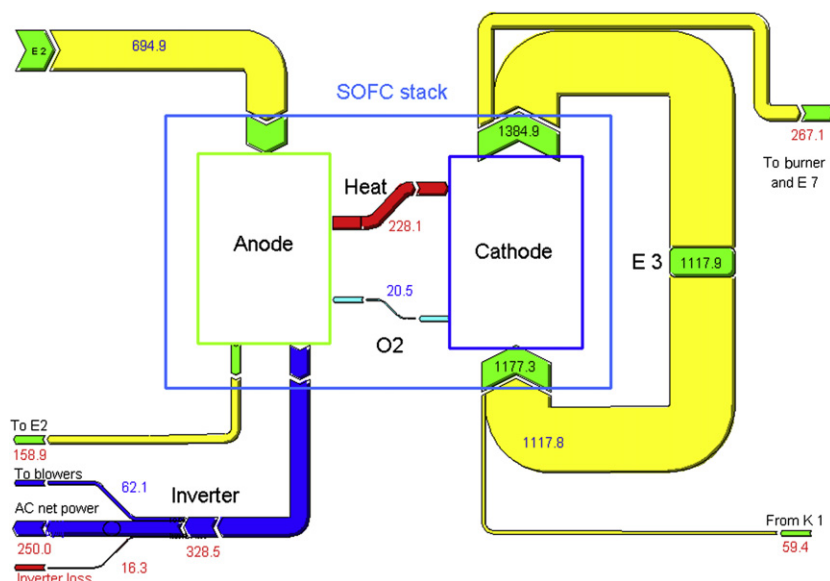 E 2
694.9
SOFC stack
1384.9
267.1
To burner
and E 7
Heat
228.1
Anode
Cathode
E 3
1117.9
20.5
O2
1177.3
To E2
158.9
1117.8
To blowers
62.1
Inverter
AC net power
250.0
328.5
From K 1
59.4
16.3
Inverter loss